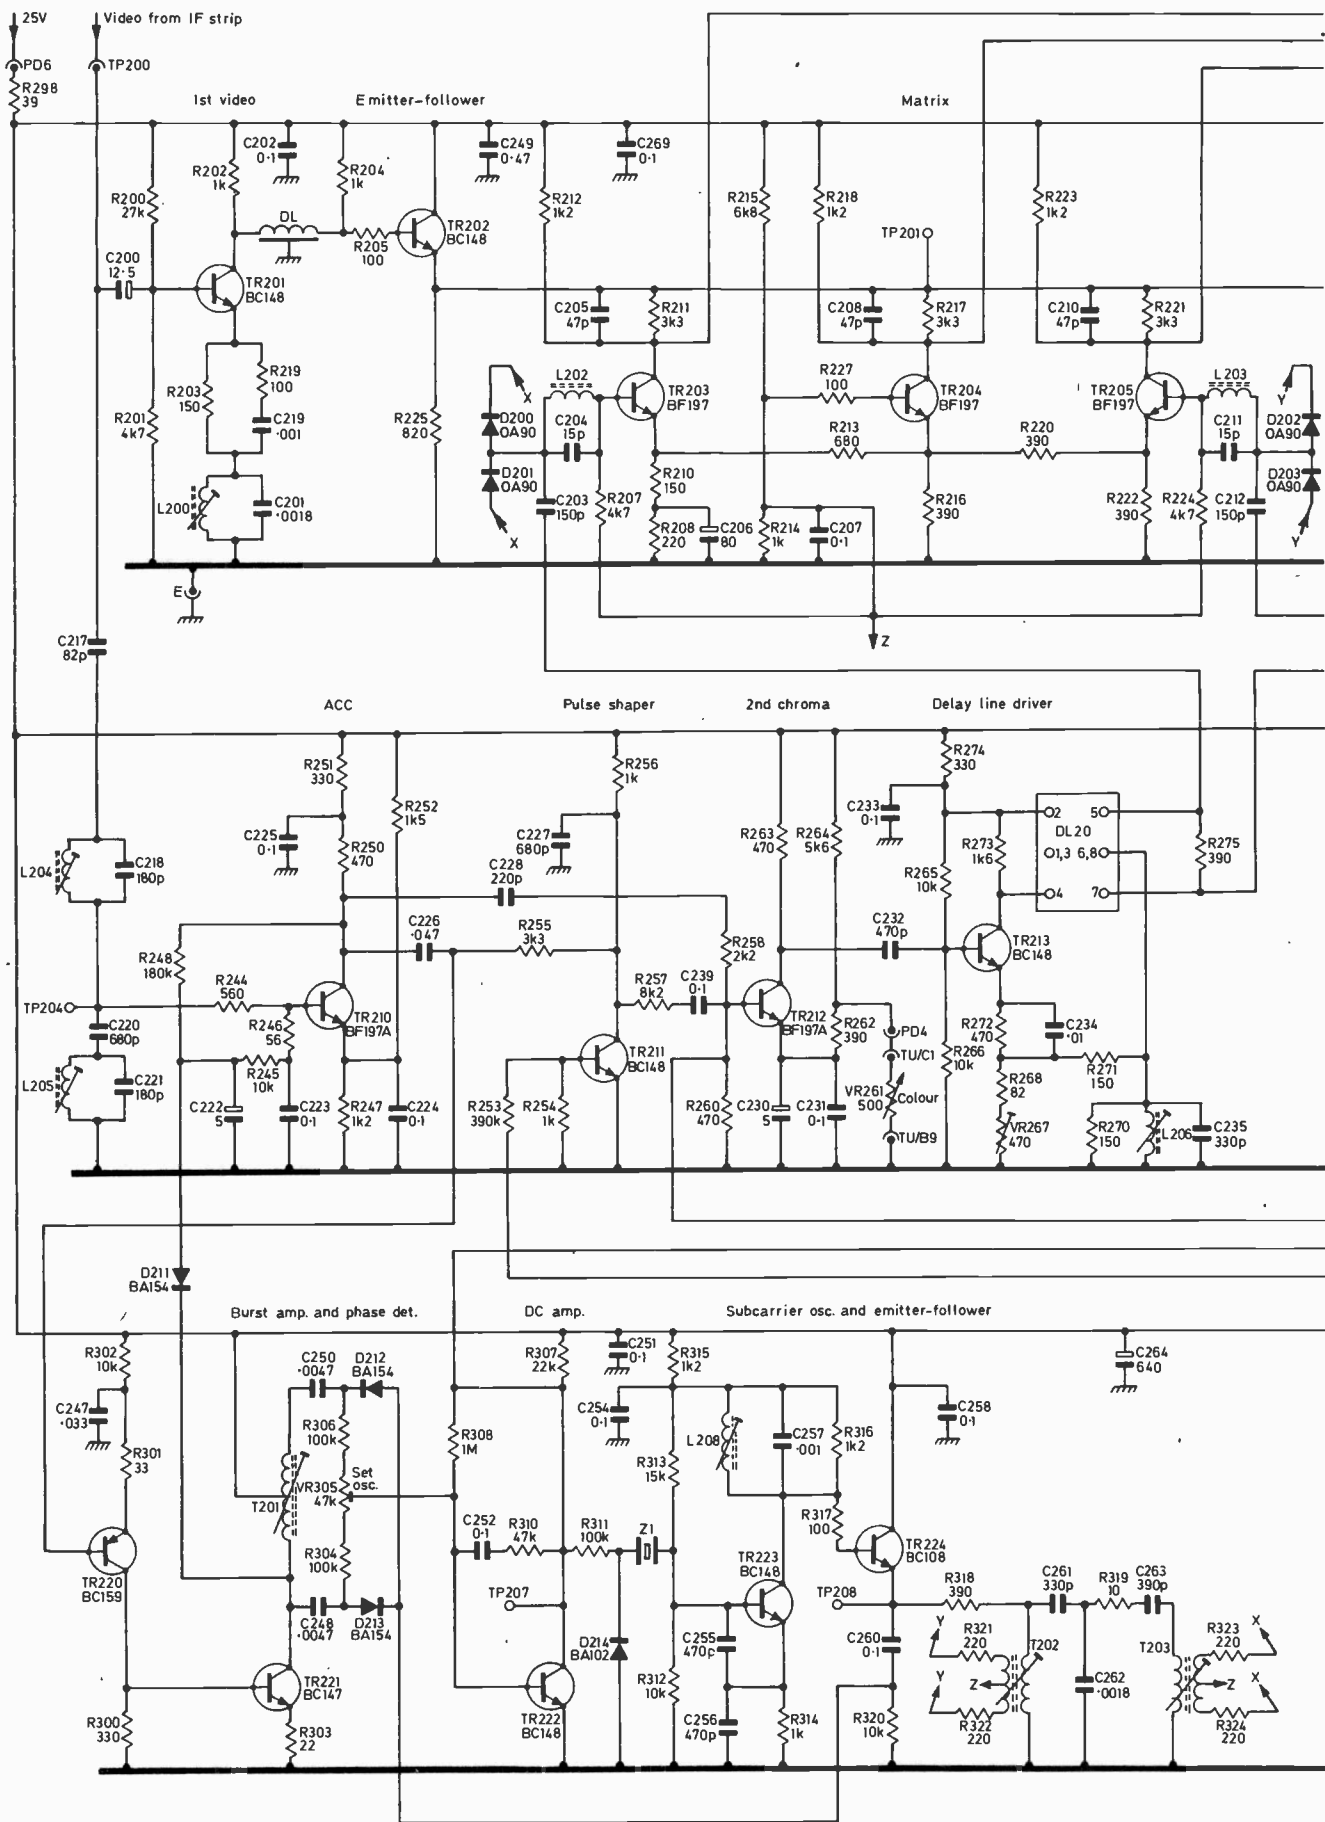 25V
Video from IF strip
PD6
TP200
R298
39
1st video
Emitter-follower
Matrix
C202
0·1
C249
0·47
C269
0·1
R202
1k
R204
1k
R200
27k
R212
1k2
R215
6k8
R218
1k2
R223
1k2
DL
R205
100
TR202
BC148
TP201
C200
12·5
TR201
BC148
C205
47p
R211
3k3
C208
47p
R217
3k3
C210
47p
R221
3k3
R219
100
R203
150
R201
4k7
C219
·001
R225
820
X
L202
TR203
BF197
R227
100
TR204
BF197
TR205
BF197
L203
Y
D200
OA90
C204
15p
R213
680
R220
390
C211
15p
D202
OA90
L200
C201
·0018
D201
OA90
C203
150p
R207
4k7
R210
150
R208
220
C206
80
R214
1k
C207
0·1
R216
390
R222
390
R224
4k7
C212
150p
D203
OA90
X
Y
E
Z
C217
82p
ACC
Pulse shaper
2nd chroma
Delay line driver
R251
330
R256
1k
R274
330
R252
1k5
C225
0·1
R250
470
C227
680p
R263
470
R264
5k6
C233
0·1
2
5
DL20
1,3
6,8
4
7
R273
1k6
R275
390
L204
C218
180p
C228
220p
R265
10k
C226
·047
R255
3k3
R258
2k2
C232
470p
R248
180k
R244
560
TR213
BC148
TP204
C220
680p
R246
56
TR210
BF197A
R257
8k2
C239
0·1
TR212
BF197A
R262
390
PD4
TU/C1
R272
470
C234
·01
TR211
BC148
R266
10k
R271
150
L205
C221
180p
R245
10k
C222
5
C223
0·1
R247
1k2
C224
0·1
R253
390k
R254
1k
R260
470
C230
5
C231
0·1
VR261
500
Colour
TU/B9
R268
82
VR267
470
R270
150
L206
C235
330p
D211
BA154
Burst amp. and phase det.
DC amp.
Subcarrier osc. and emitter-follower
R302
10k
C250
·0047
D212
BA154
R307
22k
C251
0·1
R315
1k2
C264
640
C247
·033
R301
33
R306
100k
R308
1M
C254
0·1
L208
C257
·001
R316
1k2
C258
0·1
R313
15k
T201
VR305
47k
Set
osc.
R304
100k
C252
0·1
R310
47k
R311
100k
Z1
R317
100
TR224
BC108
TR220
BC159
TP207
TR223
BC148
TP208
R318
390
C261
330p
R319
10
C263
390p
C248
·0047
D213
BA154
D214
BA102
C255
470p
C260
0·1
Y
R321
220
T202
T203
R323
220
X
TR221
BC147
TR222
BC148
R312
10k
Y
Z
C262
·0018
Z
X
R300
330
R303
22
C256
470p
R314
1k
R320
10k
R322
220
R324
220